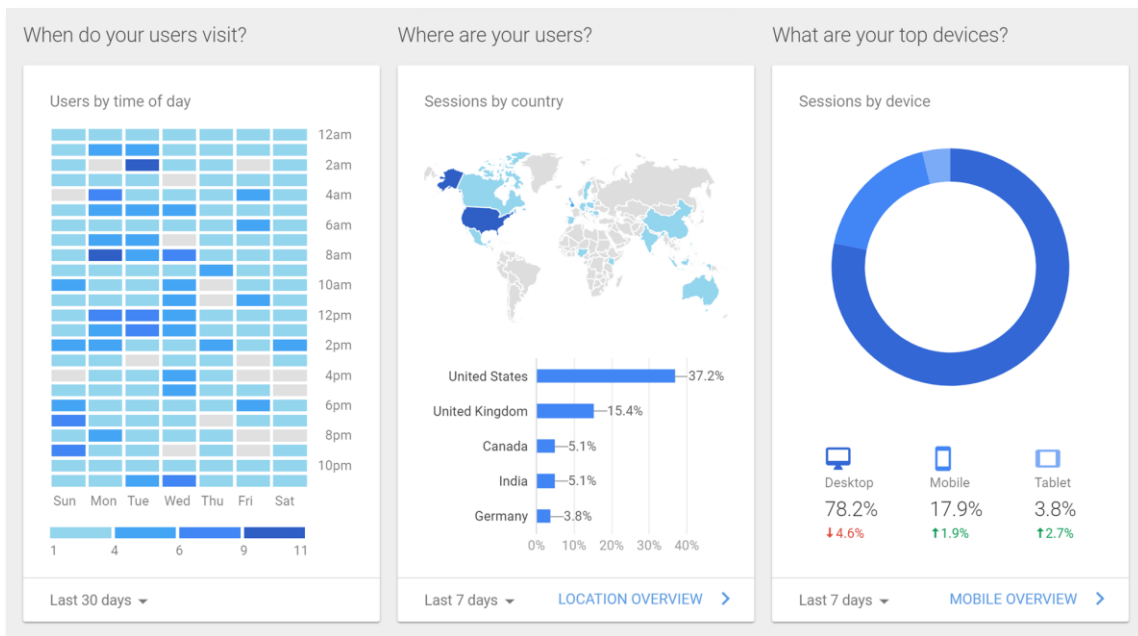 When do your users visit?
Users by time of day
12am
2am
4am
6am
8am
10am
12pm
2pm
4pm
6pm
8pm
10pm
Sun Mon Tue Wed Thu Fri Sat
1 4 6 9 11
Last 30 days
Where are your users?
Sessions by country
United States 37.2%
United Kingdom 15.4%
Canada 5.1%
India 5.1%
Germany 3.8%
0% 10% 20% 30% 40%
Last 7 days LOCATION OVERVIEW
What are your top devices?
Sessions by device
Desktop Mobile Tablet
78.2% 17.9% 3.8%
4.6% 1.9% 2.7%
Last 7 days MOBILE OVERVIEW